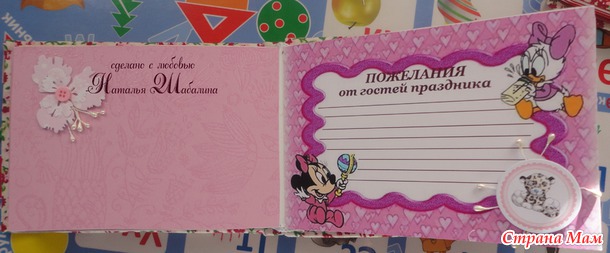 сделано с любовью
Наталья Шабалина
ПОЖЕЛАНИЯ
от гостей праздника
Страна Мам